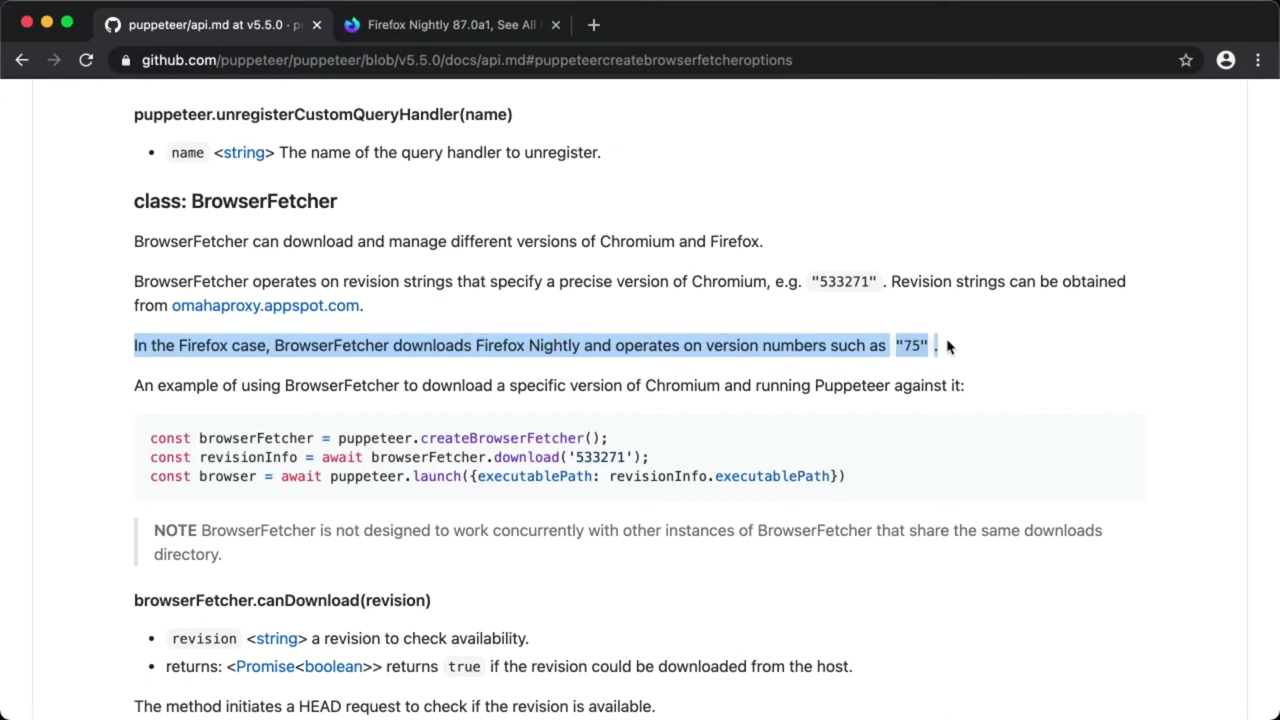 puppeteer/api.md at v5.5.0 · p
Firefox Nightly 87.0a1, See All
github.com/puppeteer/puppeteer/blob/v5.5.0/docs/api.md#puppeteercreatebrowserfetcheroptions
puppeteer.unregisterCustomQueryHandler(name)
• name <string> The name of the query handler to unregister.
class: BrowserFetcher
BrowserFetcher can download and manage different versions of Chromium and Firefox.
BrowserFetcher operates on revision strings that specify a precise version of Chromium, e.g. "533271" . Revision strings can be obtained
from omahaproxy.appspot.com.
In the Firefox case, BrowserFetcher downloads Firefox Nightly and operates on version numbers such as "75" .
An example of using BrowserFetcher to download a specific version of Chromium and running Puppeteer against it:
const browserFetcher = puppeteer.createBrowserFetcher();
const revisionInfo = await browserFetcher.download('533271');
const browser = await puppeteer.launch({executablePath: revisionInfo.executablePath})
NOTE BrowserFetcher is not designed to work concurrently with other instances of BrowserFetcher that share the same downloads
directory.
browserFetcher.canDownload(revision)
• revision <string> a revision to check availability.
• returns: <Promise<boolean>> returns true if the revision could be downloaded from the host.
The method initiates a HEAD request to check if the revision is available.